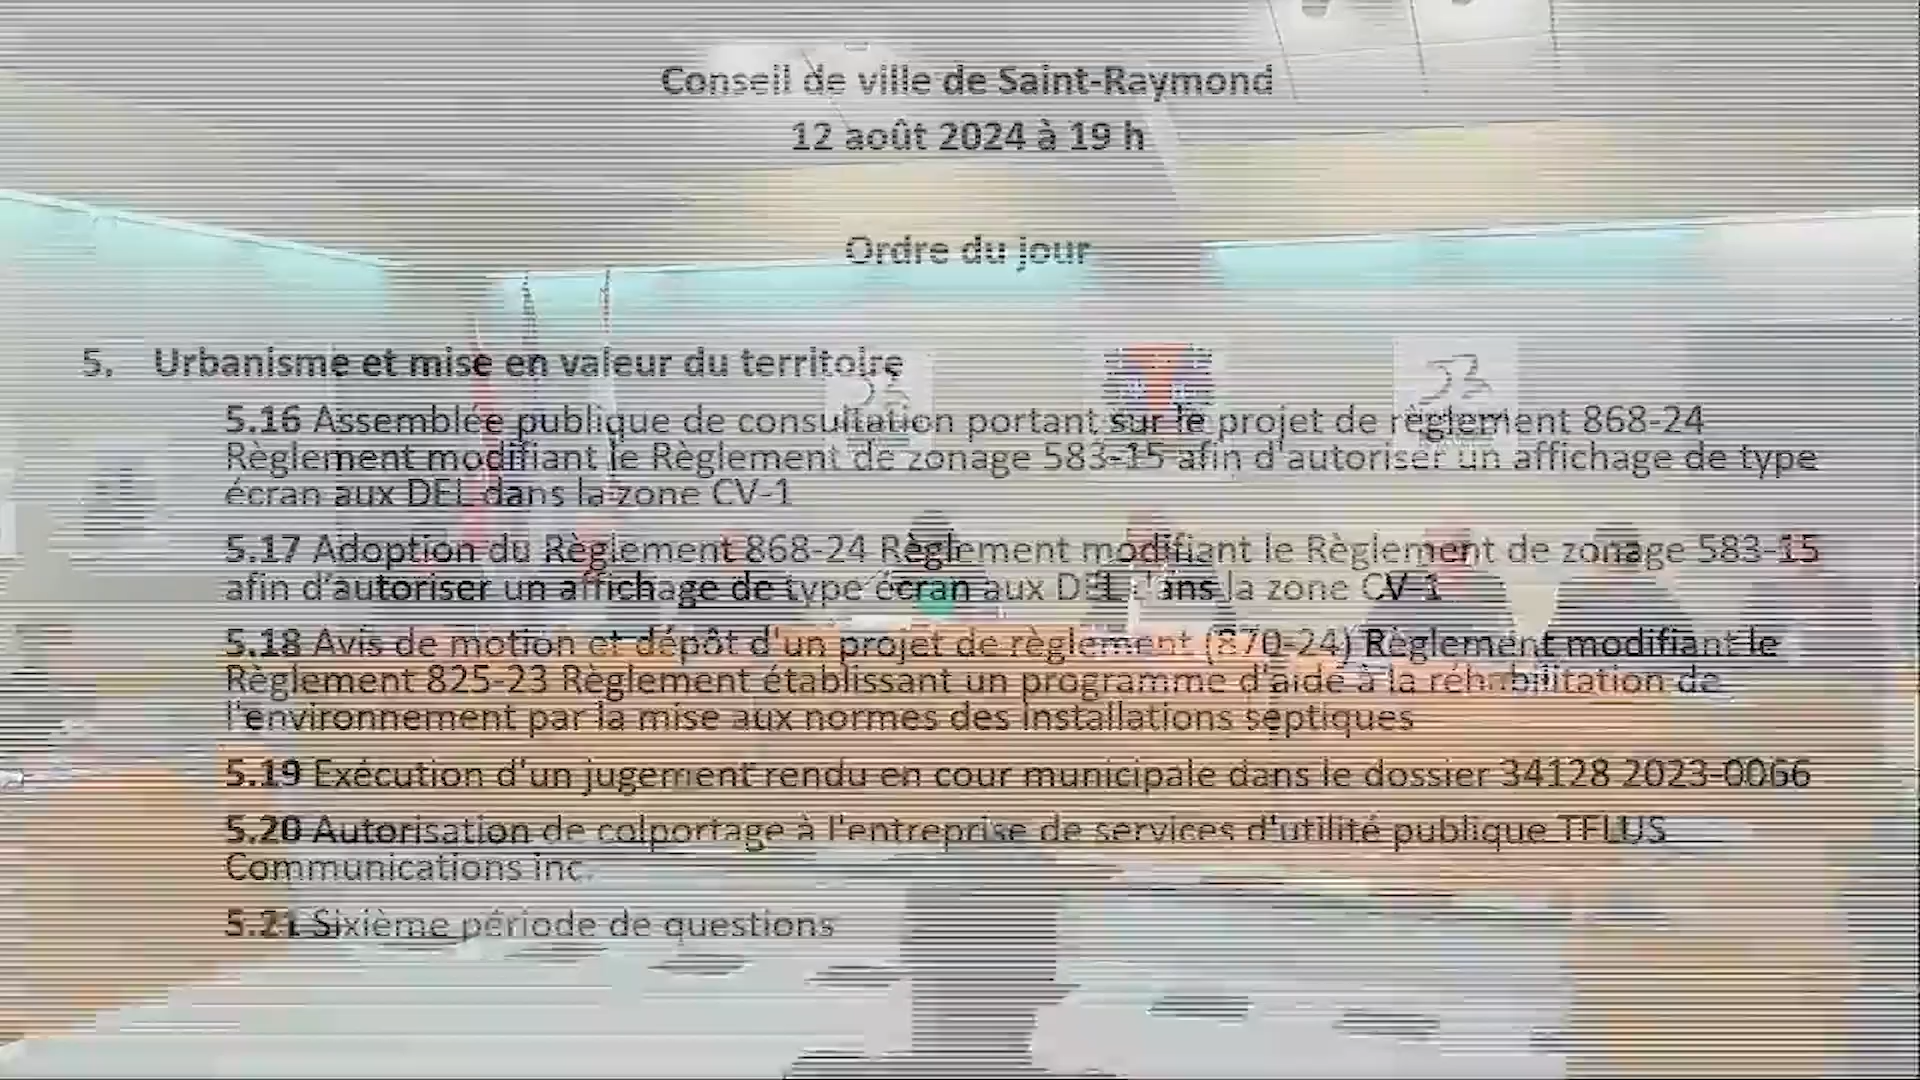 Conseil de ville de Saint-Raymond
12 août 2024 à 19 h
Ordre du jour
5. Urbanisme et mise en valeur du territoire
5.16 Assemblée publique de consultation portant sur le projet de règlement 868-24
Règlement modifiant le Règlement de zonage 583-15 afin d'autoriser un affichage de type
écran aux DEL dans la zone CV-1
5.17 Adoption du Règlement 868-24 Règlement modifiant le Règlement de zonage 583-15
afin d'autoriser un affichage de type écran aux DEL dans la zone CV-1
5.18 Avis de motion et dépôt d'un projet de règlement (870-24) Règlement modifiant le
Règlement 825-23 Règlement établissant un programme d'aide à la réhabilitation de
l'environnement par la mise aux normes des installations septiques
5.19 Exécution d'un jugement rendu en cour municipale dans le dossier 34128 2023-0066
5.20 Autorisation de colportage à l'entreprise de services d'utilité publique TELUS
Communications inc.
5.21 Sixième période de questions